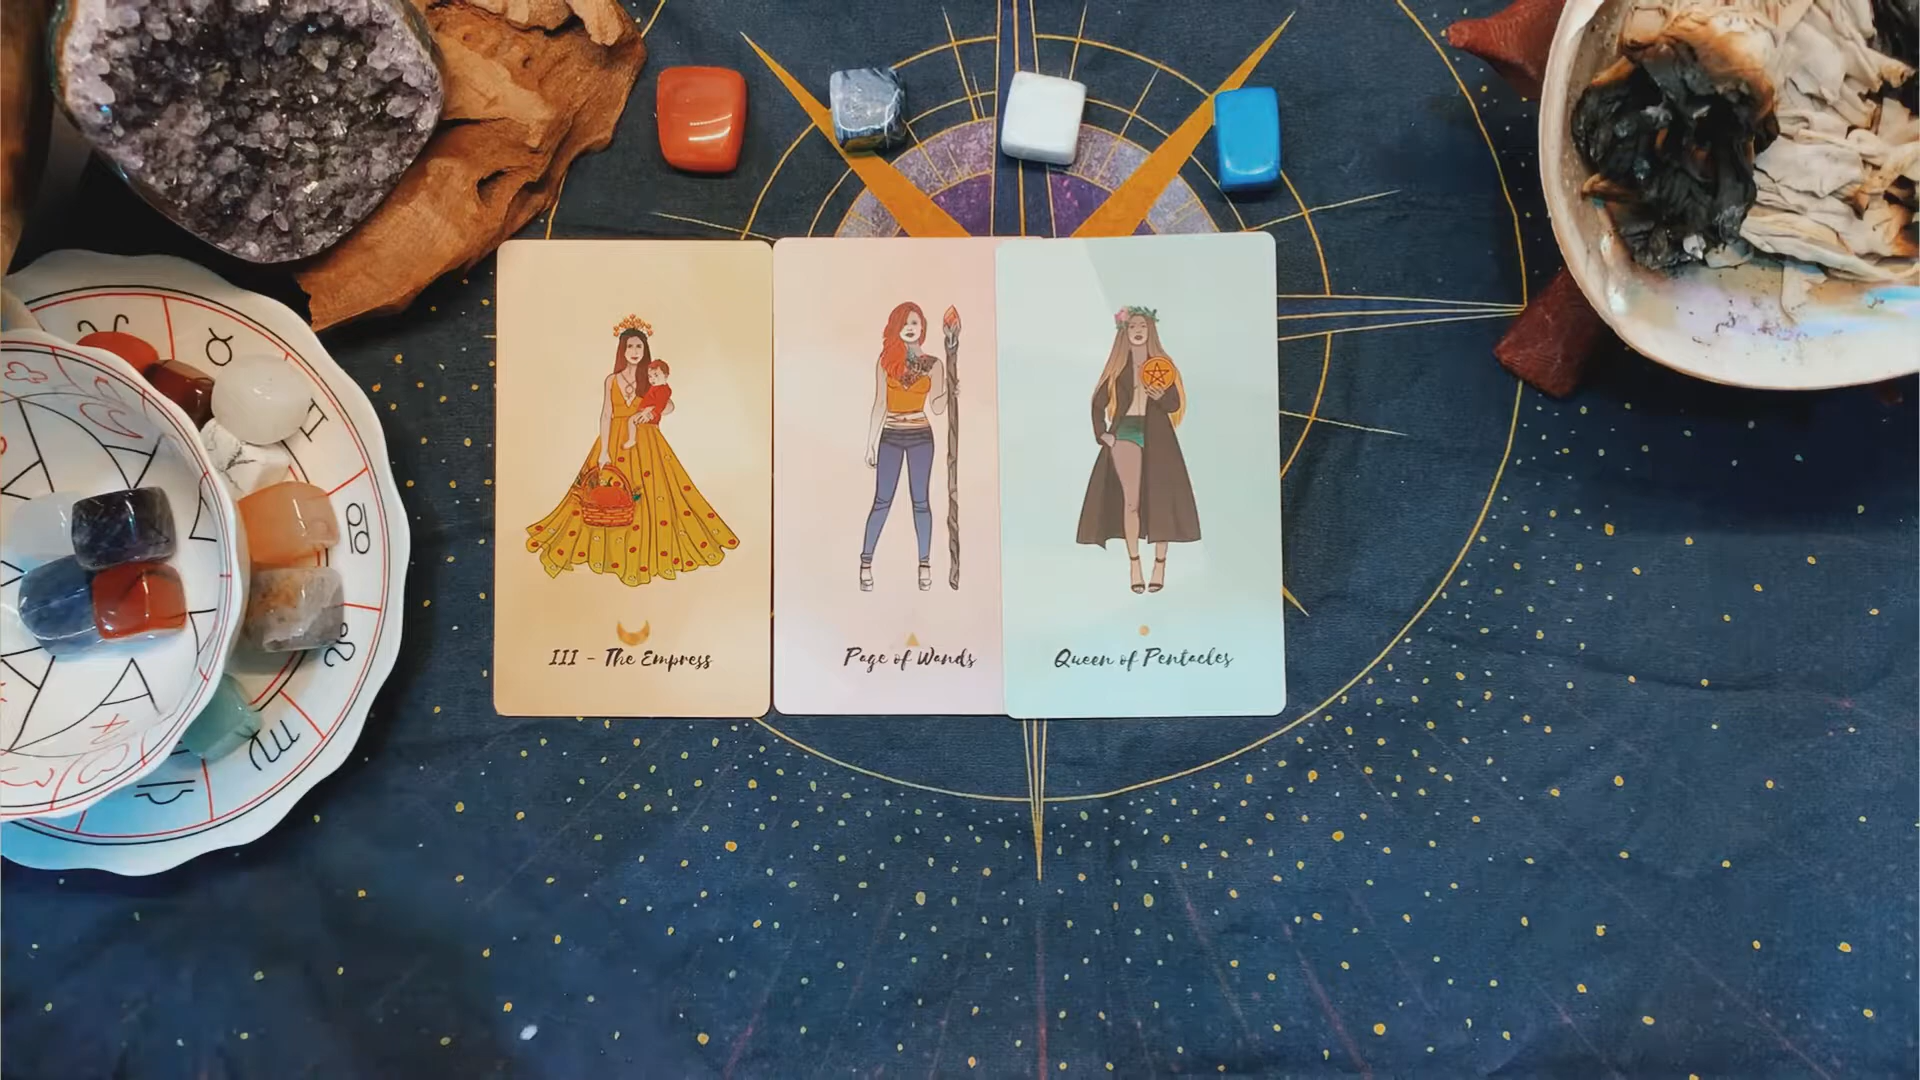 III - The Empress
Page of Wands
Queen of Pentacles